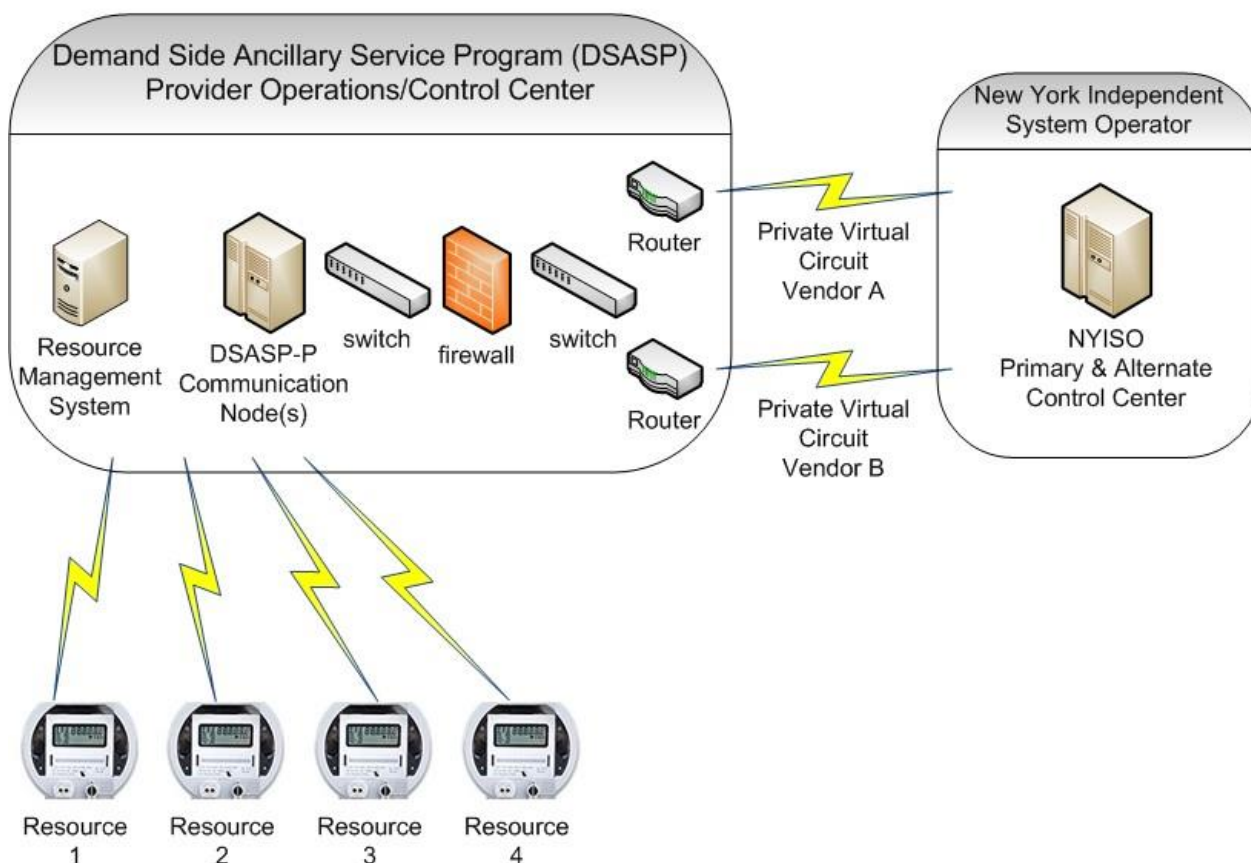 Demand Side Ancillary Service Program (DSASP)
Provider Operations/Control Center
New York Independent
System Operator
Resource
Management
System
DSASP-P
Communication
Node(s)
switch
firewall
switch
Router
Router
Private Virtual
Circuit
Vendor A
Private Virtual
Circuit
Vendor B
NYISO
Primary & Alternate
Control Center
Resource
1
Resource
2
Resource
3
Resource
4